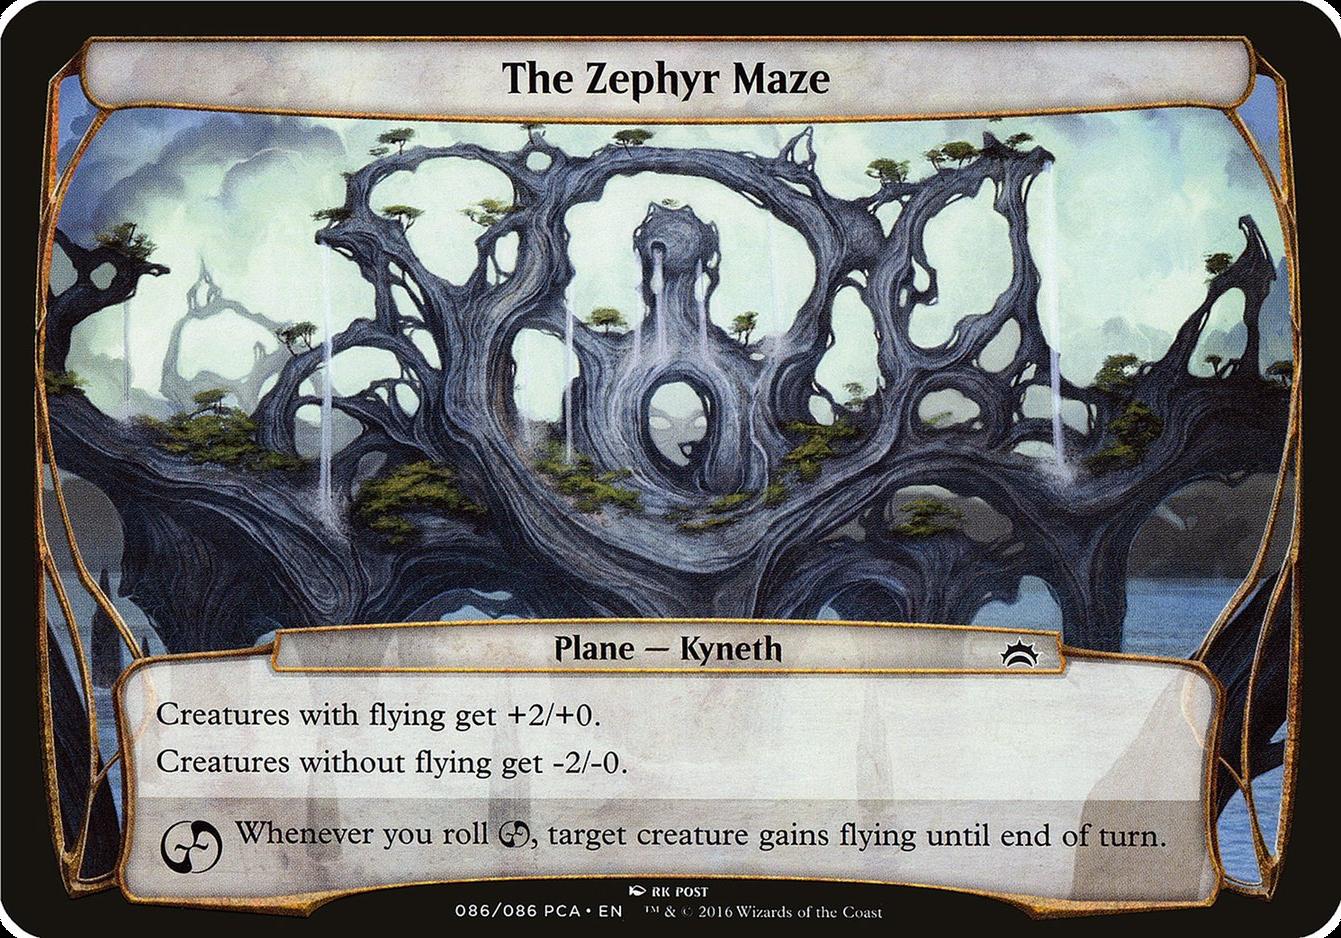 The Zephyr Maze
Plane — Kyneth
Creatures with flying get +2/+0.
Creatures without flying get -2/-0.
Whenever you roll , target creature gains flying until end of turn.
RK POST
086/086 PCA • EN ™ & © 2016 Wizards of the Coast